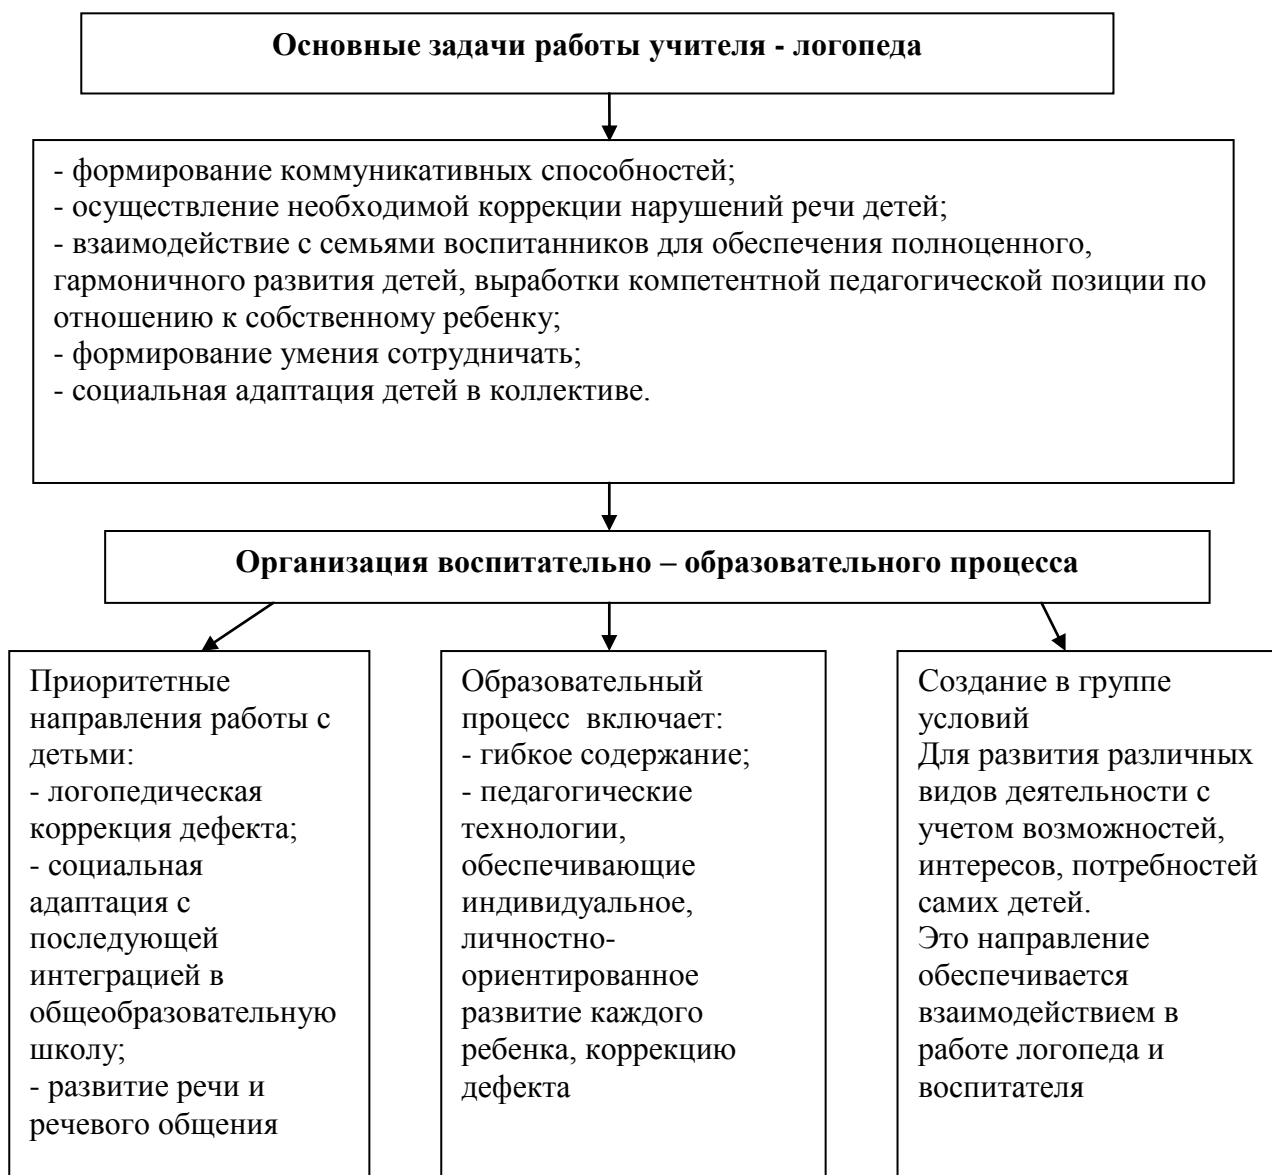 Основные задачи работы учителя - логопеда
- формирование коммуникативных способностей;
- осуществление необходимой коррекции нарушений речи детей;
- взаимодействие с семьями воспитанников для обеспечения полноценного,
гармоничного развития детей, выработки компетентной педагогической позиции по
отношению к собственному ребенку;
- формирование умения сотрудничать;
- социальная адаптация детей в коллективе.
Организация воспитательно – образовательного процесса
Приоритетные
направления работы с
детьми:
- логопедическая
коррекция дефекта;
- социальная
адаптация с
последующей
интеграцией в
общеобразовательную
школу;
- развитие речи и
речевого общения
Образовательный
процесс  включает:
- гибкое содержание;
- педагогические
технологии,
обеспечивающие
индивидуальное,
личностно-
ориентированное
развитие каждого
ребенка, коррекцию
дефекта
Создание в группе
условий
Для развития различных
видов деятельности с
учетом возможностей,
интересов, потребностей
самих детей.
Это направление
обеспечивается
взаимодействием в
работе логопеда и
воспитателя